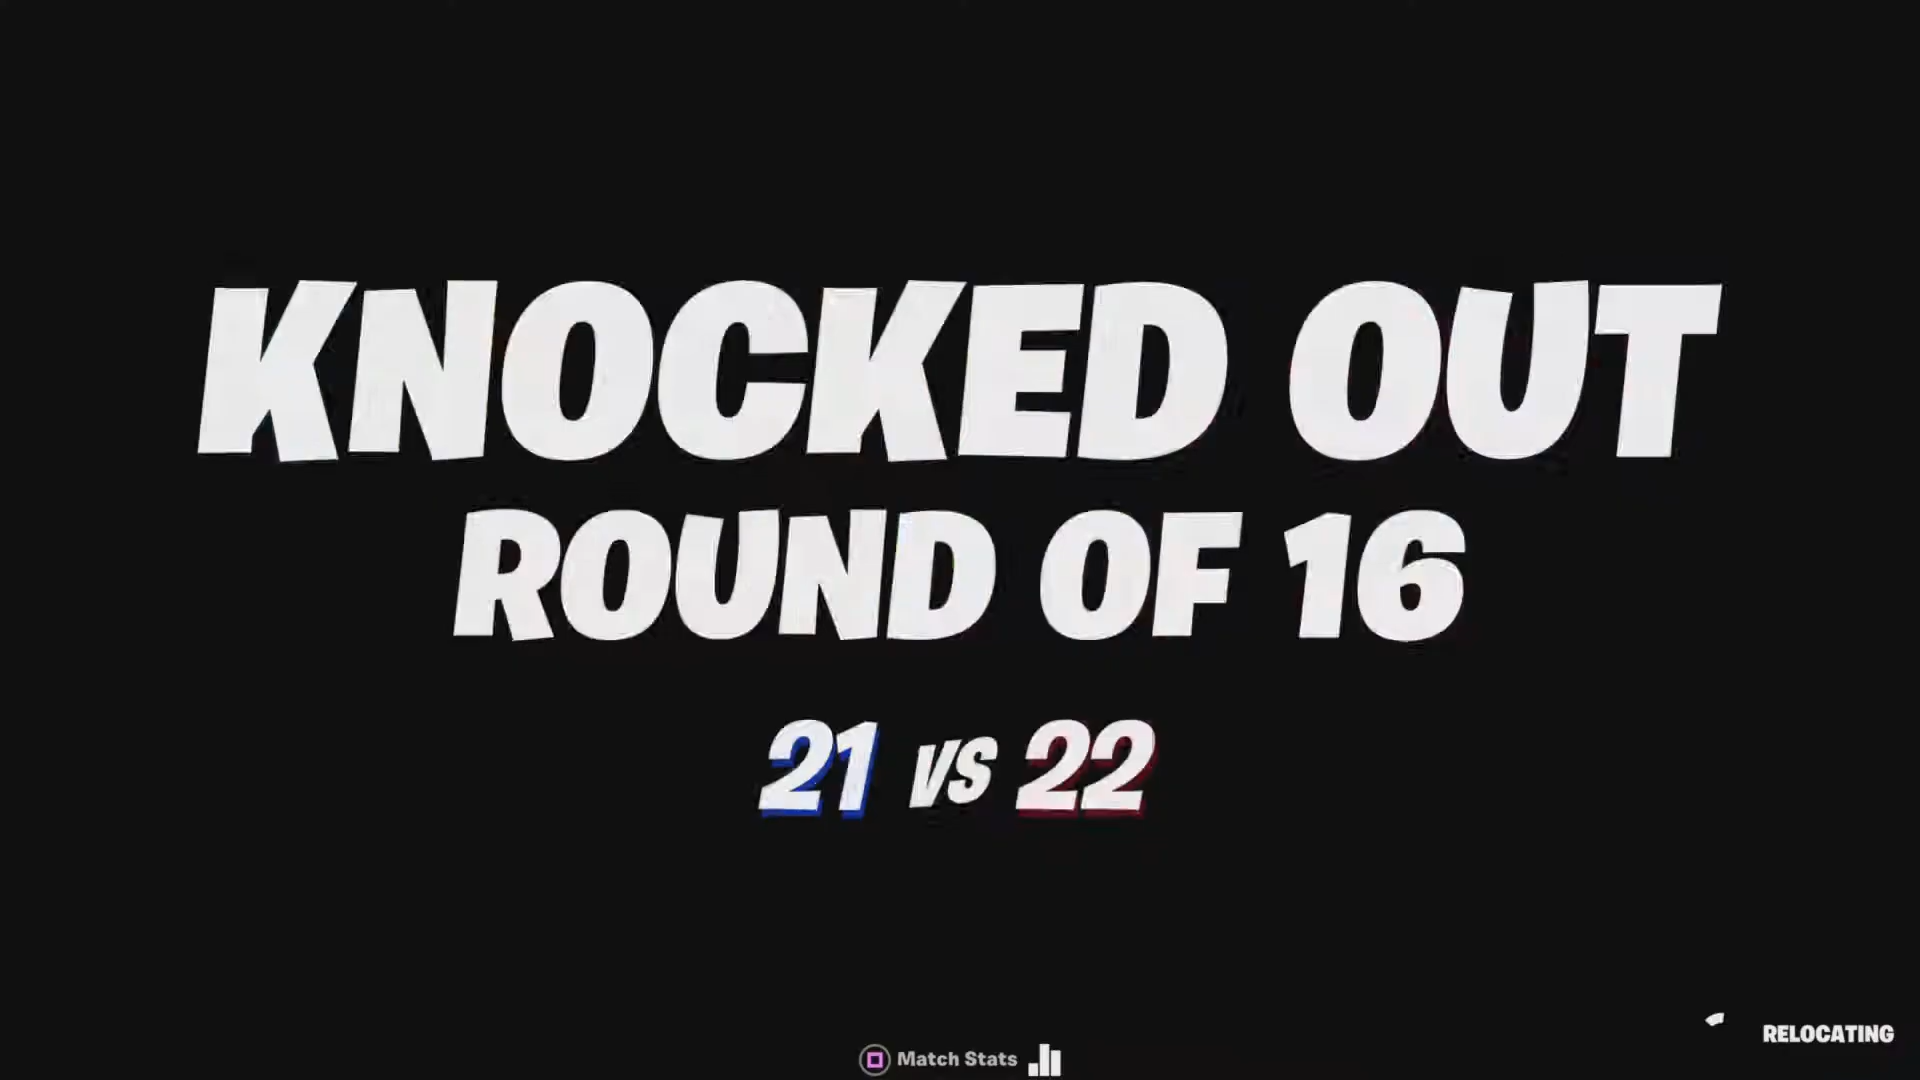 KNOCKED OUT
ROUND OF 16
21 VS 22
RELOCATING
Match Stats